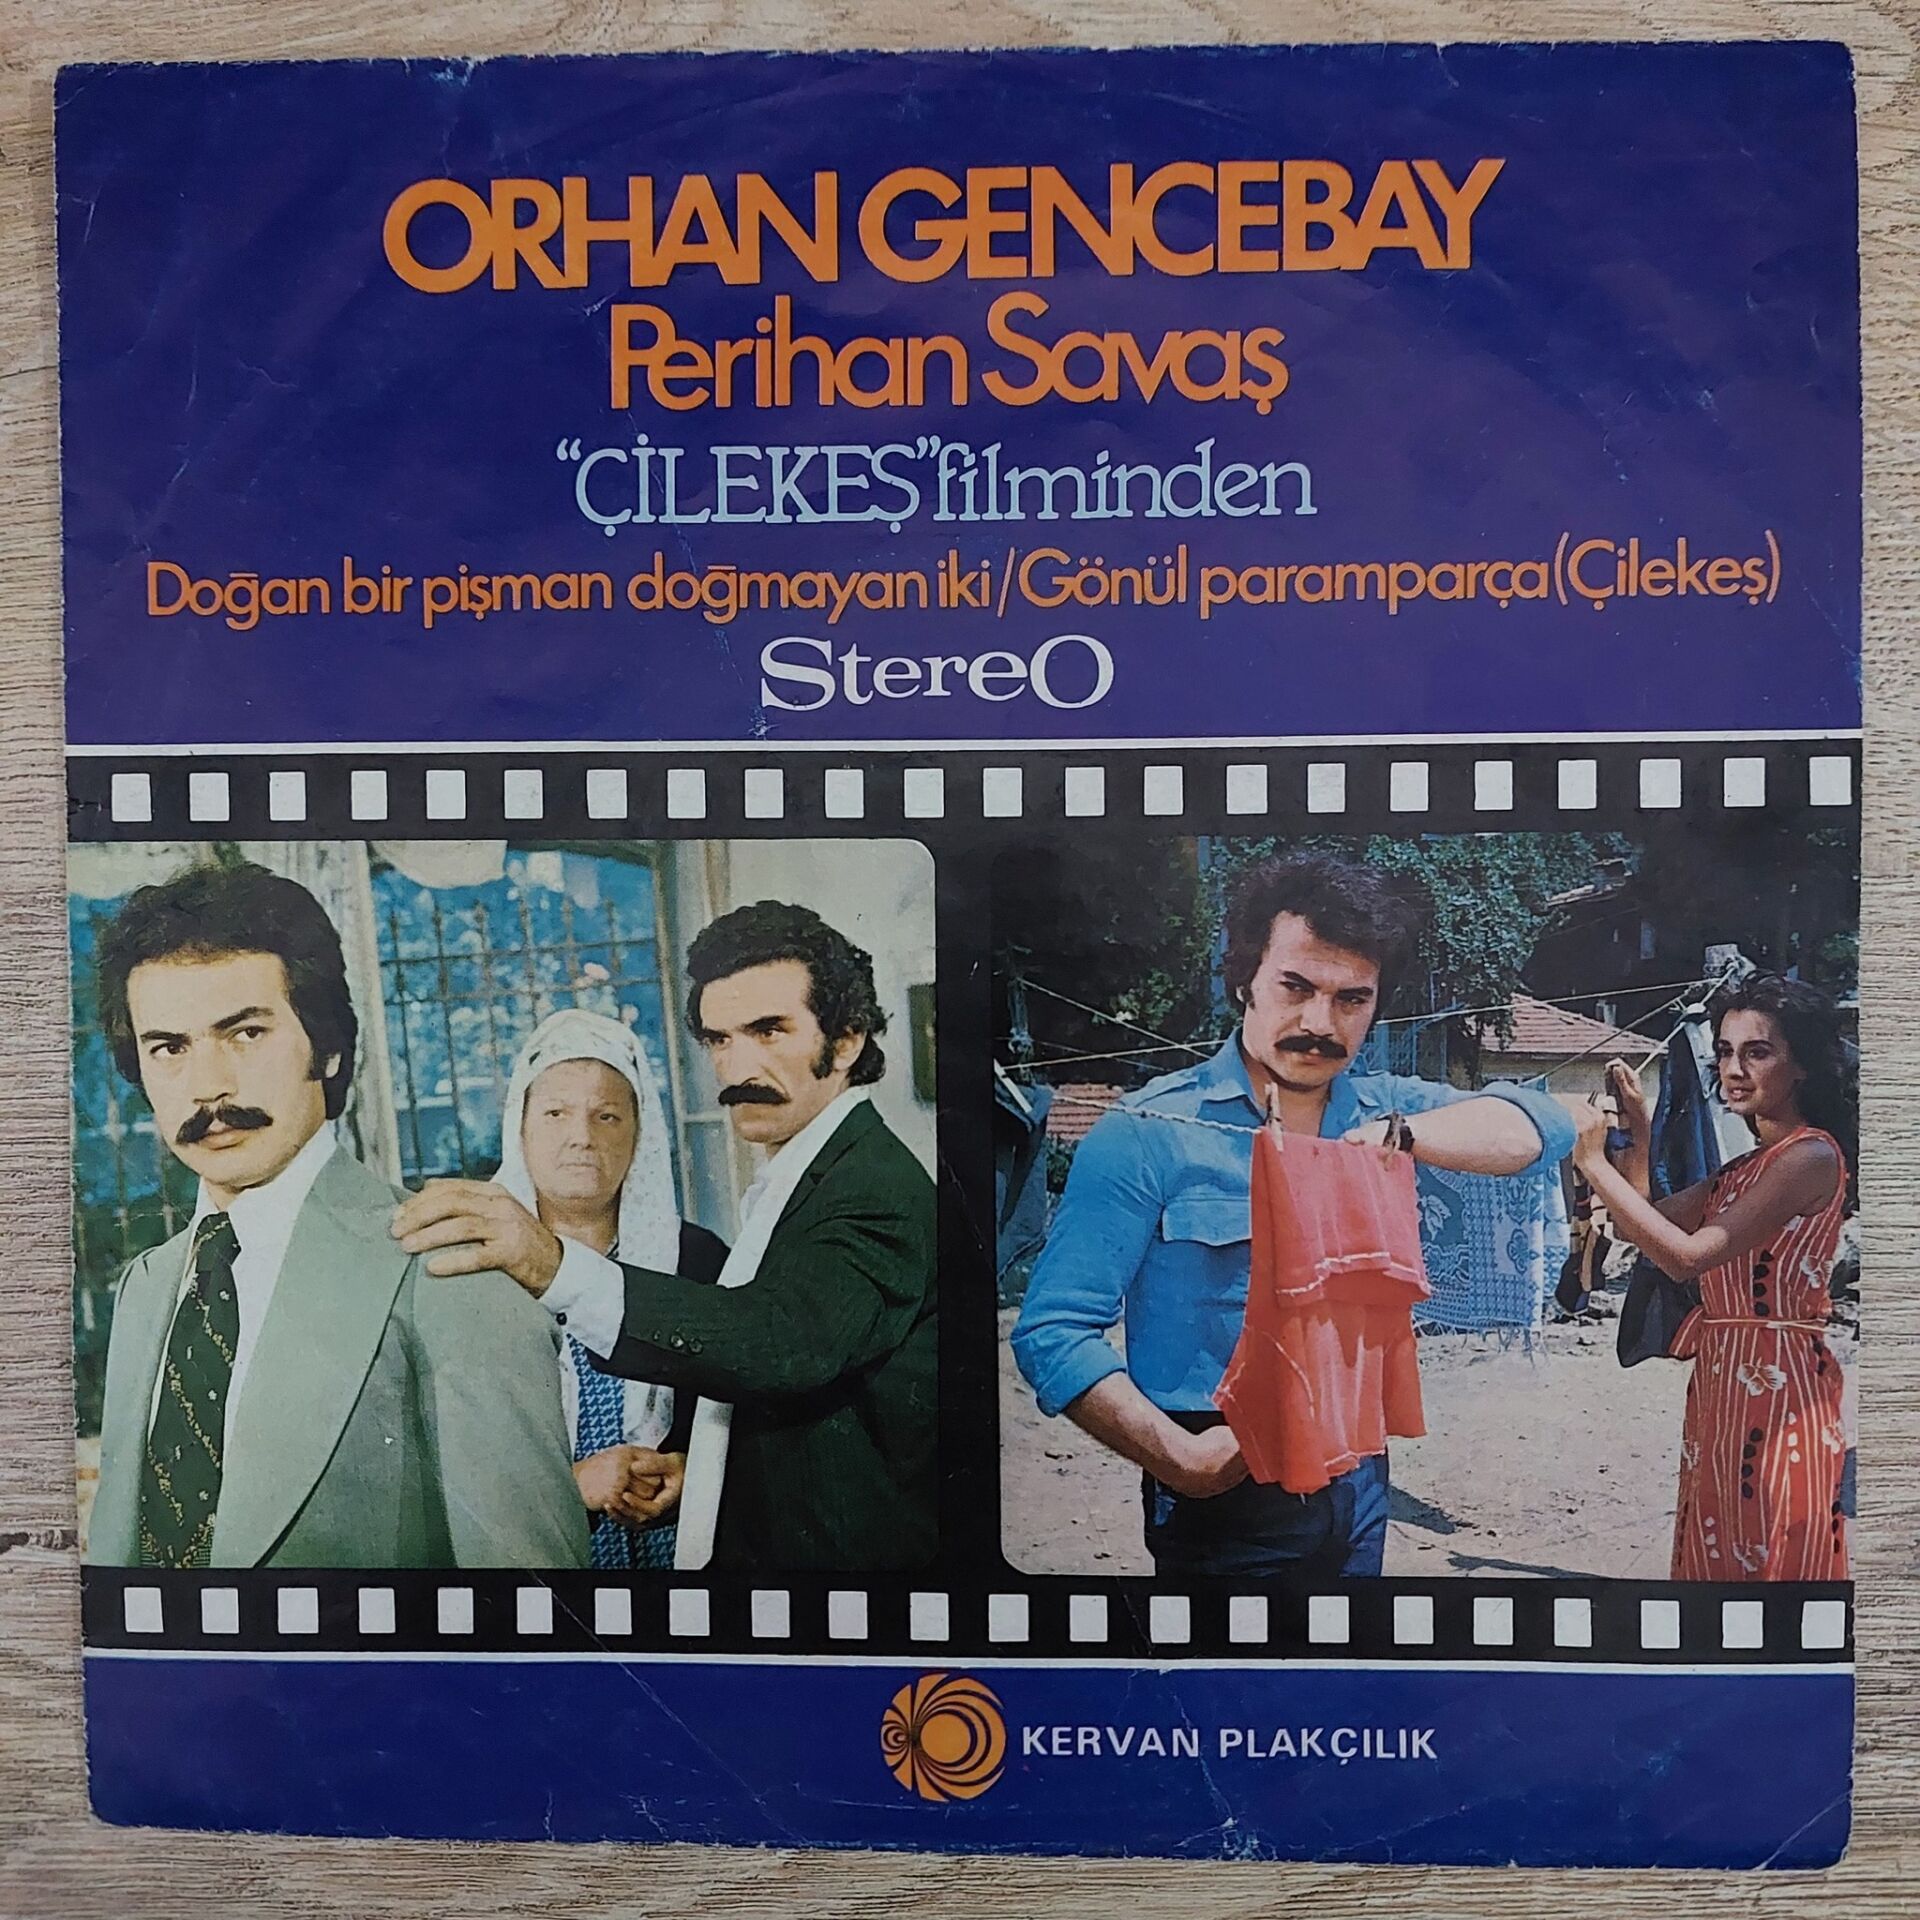 ORHAN GENCEBAY
Perihan Savaş
“ÇİLEKEŞ” filminden
Doğan bir pişman doğmayan iki / Gönül paramparça (Çilekeş)
StereO
KERVAN PLAKÇILIK